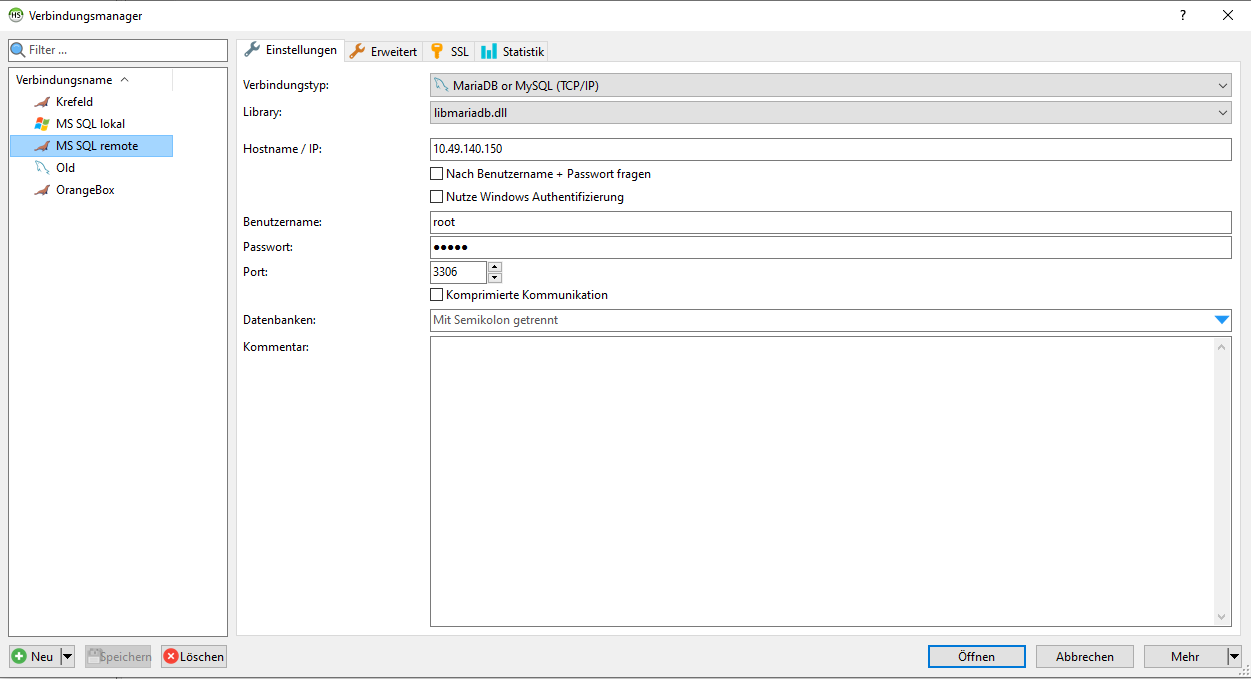 HS Verbindungsmanager ?
Filter ...
Verbindungsname
Krefeld
MS SQL lokal
MS SQL remote
Old
OrangeBox
Einstellungen Erweitert SSL Statistik
Verbindungstyp: MariaDB or MySQL (TCP/IP)
Library: libmariadb.dll
Hostname / IP: 10.49.140.150
Nach Benutzername + Passwort fragen
Nutze Windows Authentifizierung
Benutzername: root
Passwort: ●●●●●
Port: 3306
Komprimierte Kommunikation
Datenbanken: Mit Semikolon getrennt
Kommentar:
Neu Speichern Löschen Öffnen Abbrechen Mehr